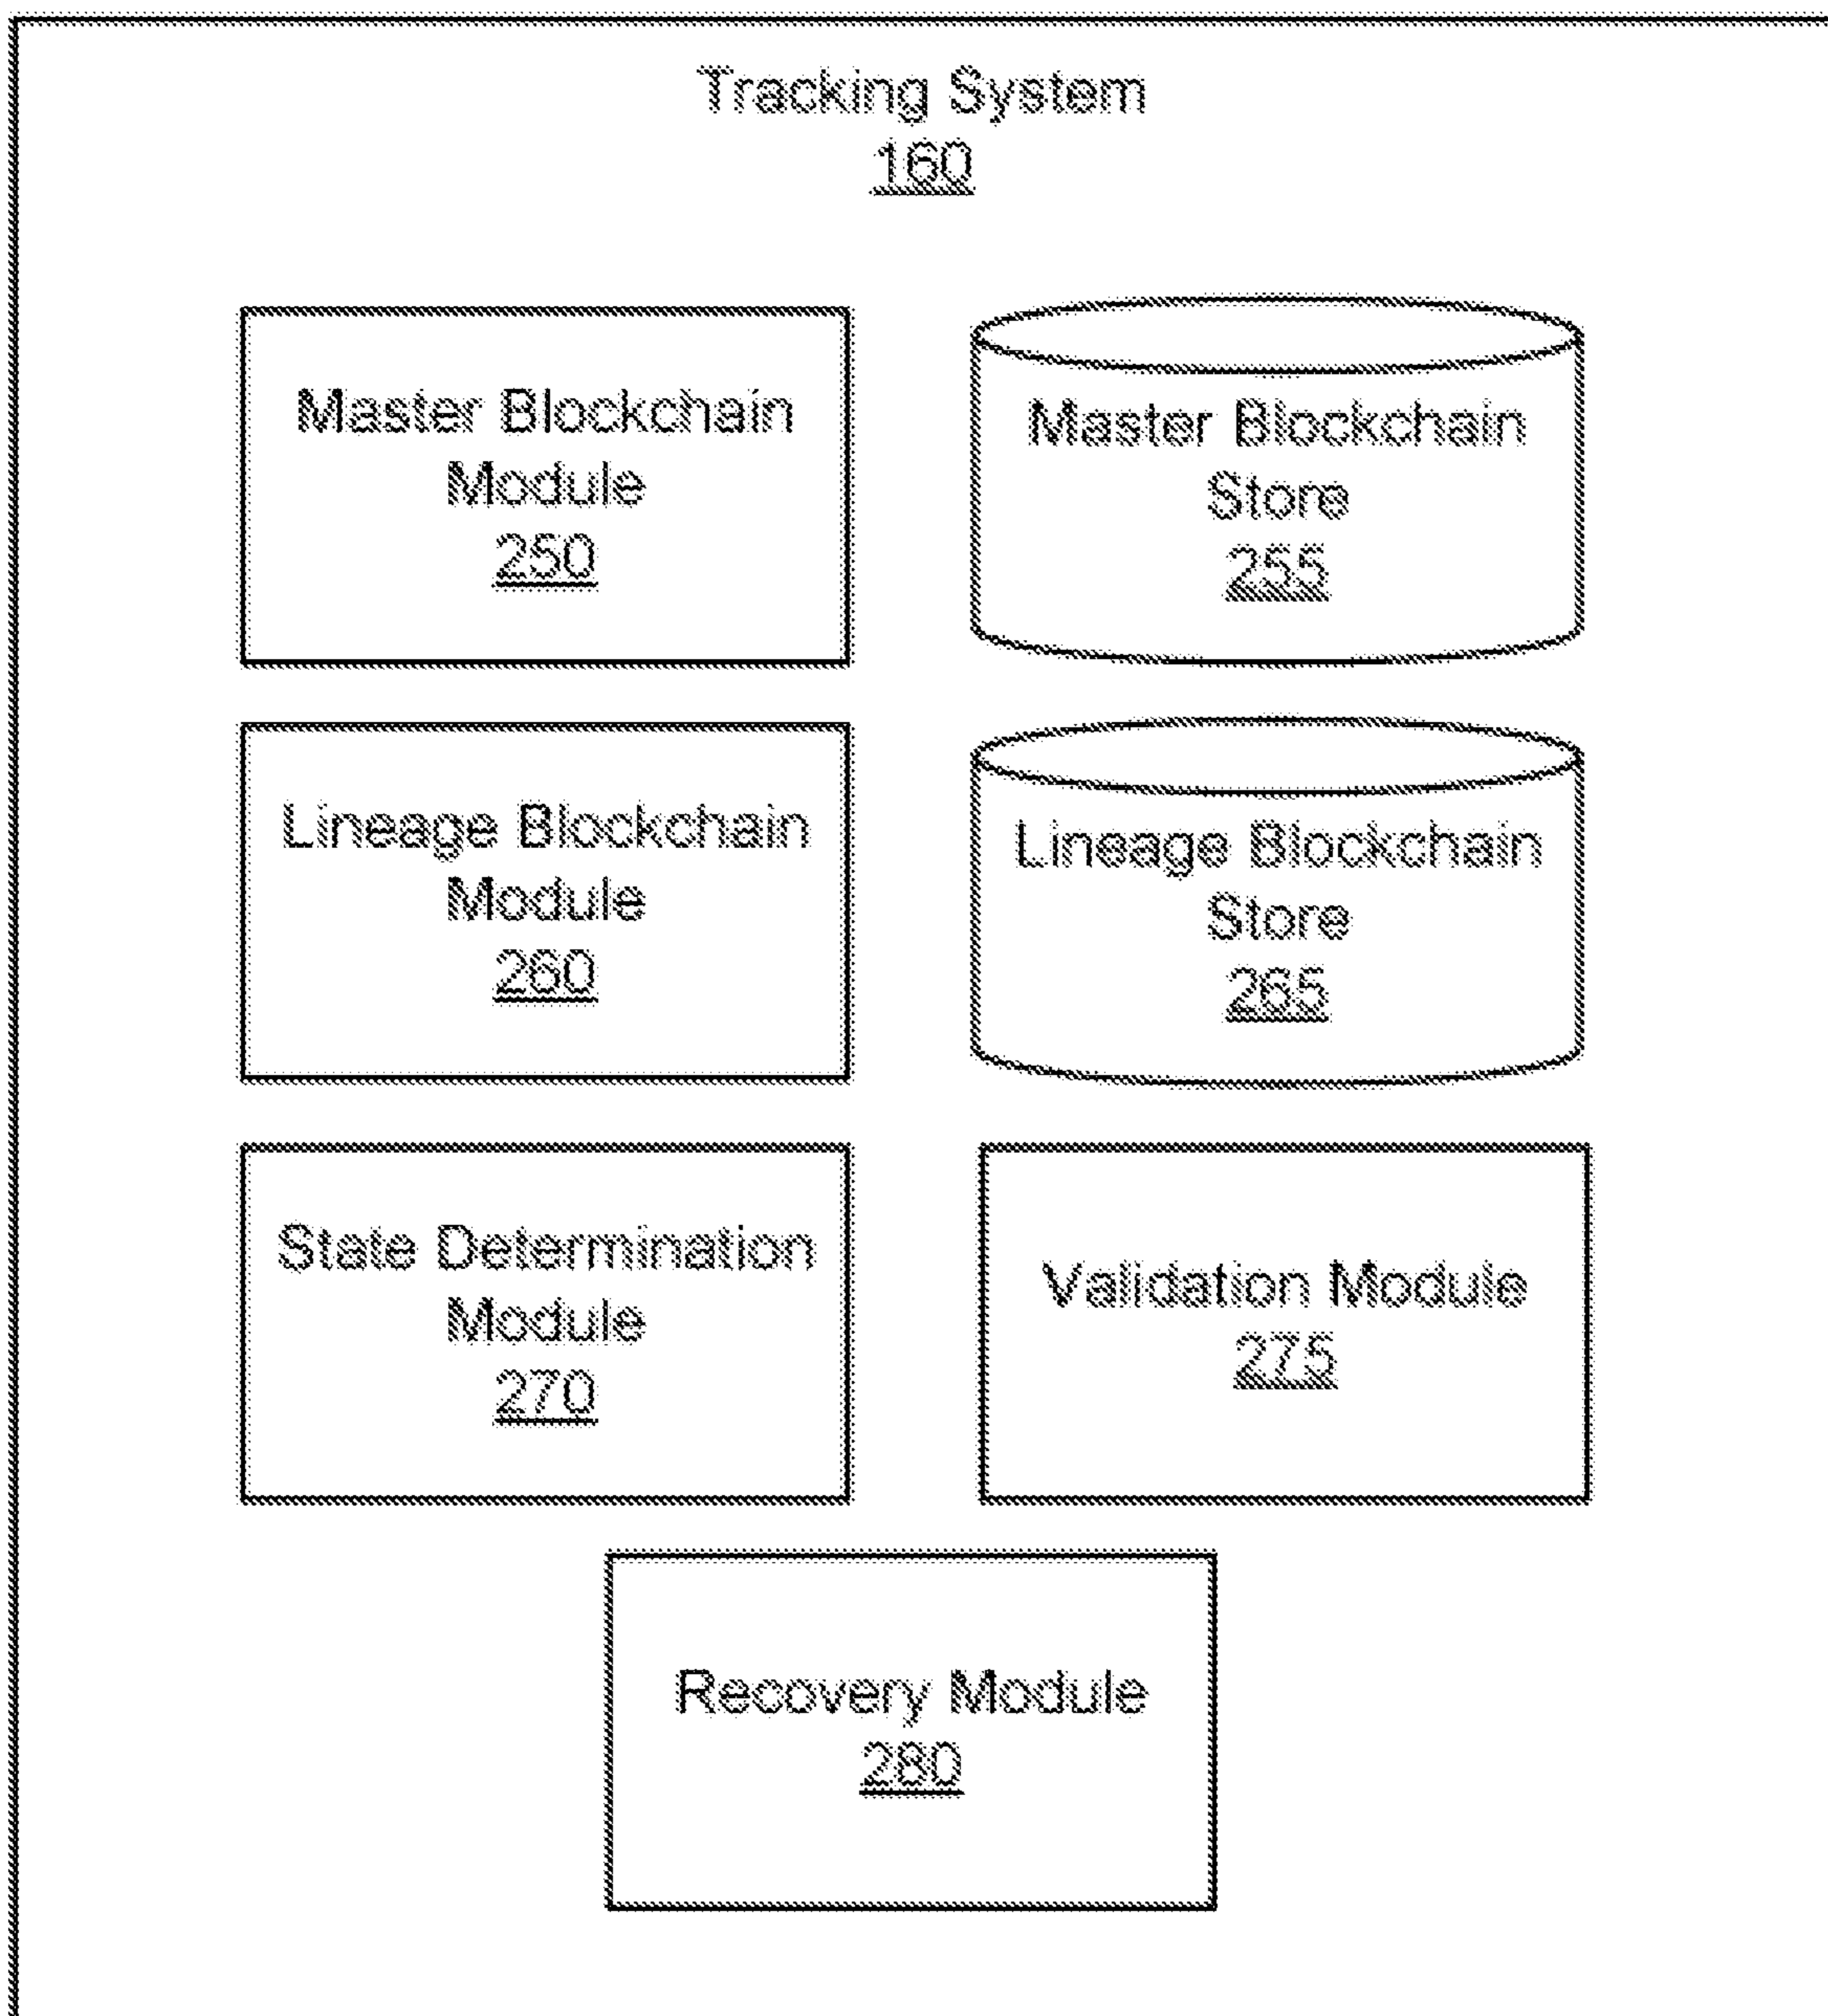 Tracking System
160
Master Blockchain
Module
250
Master Blockchain
Store
255
Lineage Blockchain
Module
260
Lineage Blockchain
Store
265
State Determination
Module
270
Validation Module
275
Recovery Module
280